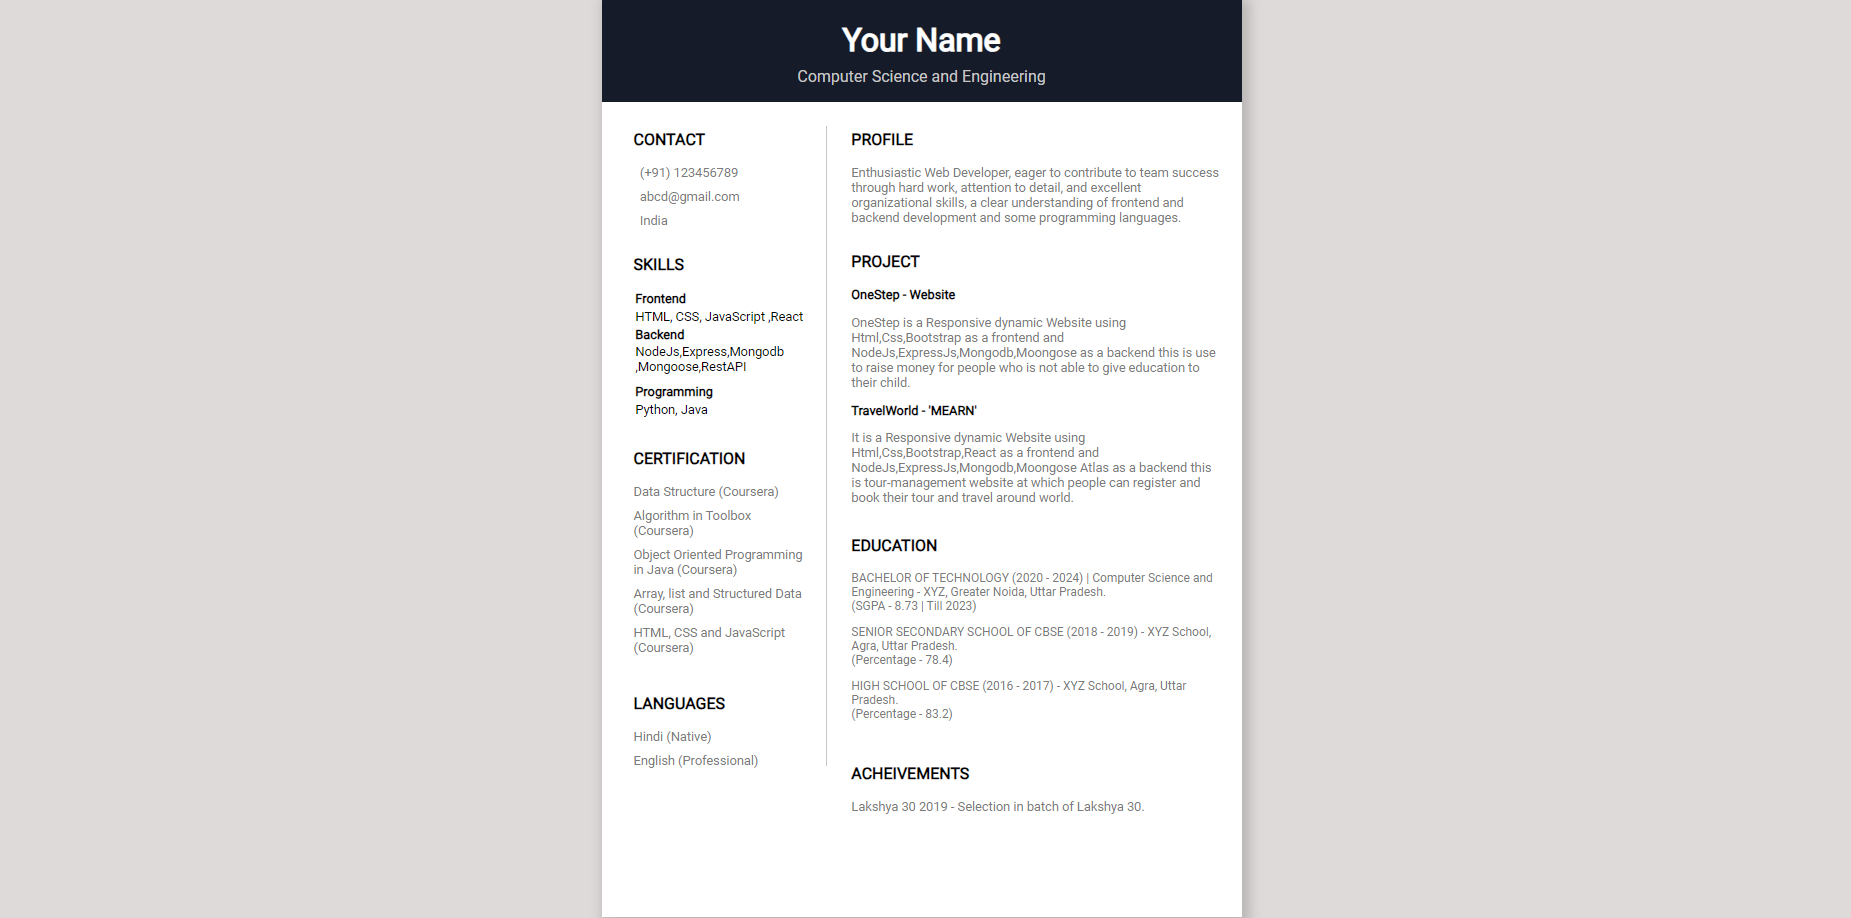 Your Name
Computer Science and Engineering
CONTACT
(+91) 123456789
abcd@gmail.com
India
SKILLS
Frontend
HTML, CSS, JavaScript ,React
Backend
NodeJs,Express,Mongodb
,Mongoose,RestAPI
Programming
Python, Java
CERTIFICATION
Data Structure (Coursera)
Algorithm in Toolbox
(Coursera)
Object Oriented Programming
in Java (Coursera)
Array, list and Structured Data
(Coursera)
HTML, CSS and JavaScript
(Coursera)
LANGUAGES
Hindi (Native)
English (Professional)
PROFILE
Enthusiastic Web Developer, eager to contribute to team success
through hard work, attention to detail, and excellent
organizational skills, a clear understanding of frontend and
backend development and some programming languages.
PROJECT
OneStep - Website
OneStep is a Responsive dynamic Website using
Html,Css,Bootstrap as a frontend and
NodeJs,ExpressJs,Mongodb,Moongose as a backend this is use
to raise money for people who is not able to give education to
their child.
TravelWorld - 'MEARN'
It is a Responsive dynamic Website using
Html,Css,Bootstrap,React as a frontend and
NodeJs,ExpressJs,Mongodb,Moongose Atlas as a backend this
is tour-management website at which people can register and
book their tour and travel around world.
EDUCATION
BACHELOR OF TECHNOLOGY (2020 - 2024) | Computer Science and
Engineering - XYZ, Greater Noida, Uttar Pradesh.
(SGPA - 8.73 | Till 2023)
SENIOR SECONDARY SCHOOL OF CBSE (2018 - 2019) - XYZ School,
Agra, Uttar Pradesh.
(Percentage - 78.4)
HIGH SCHOOL OF CBSE (2016 - 2017) - XYZ School, Agra, Uttar
Pradesh.
(Percentage - 83.2)
ACHEIVEMENTS
Lakshya 30 2019 - Selection in batch of Lakshya 30.